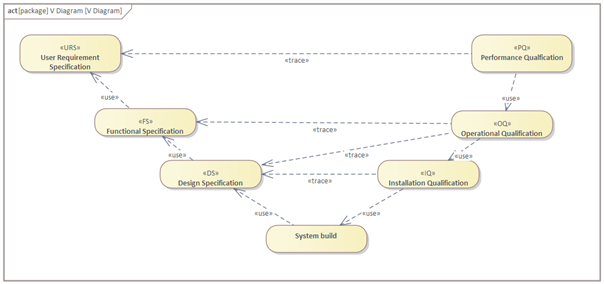 act[package] V Diagram [V Diagram]
«URS»
User Requirement
Specification
«PQ»
Performance Qualfication
«trace»
«use»
«use»
«FS»
Functional Specification
«OQ»
Operational Qualification
«trace»
«use»
«trace»
«use»
«DS»
Design Specification
«IQ»
Installation Qualification
«trace»
«use»
«use»
System build